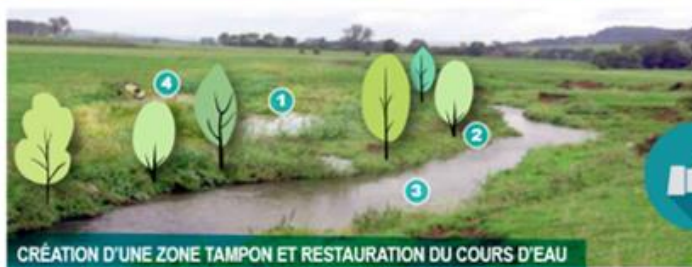 4
1
2
3
CRÉATION D'UNE ZONE TAMPON ET RESTAURATION DU COURS D'EAU